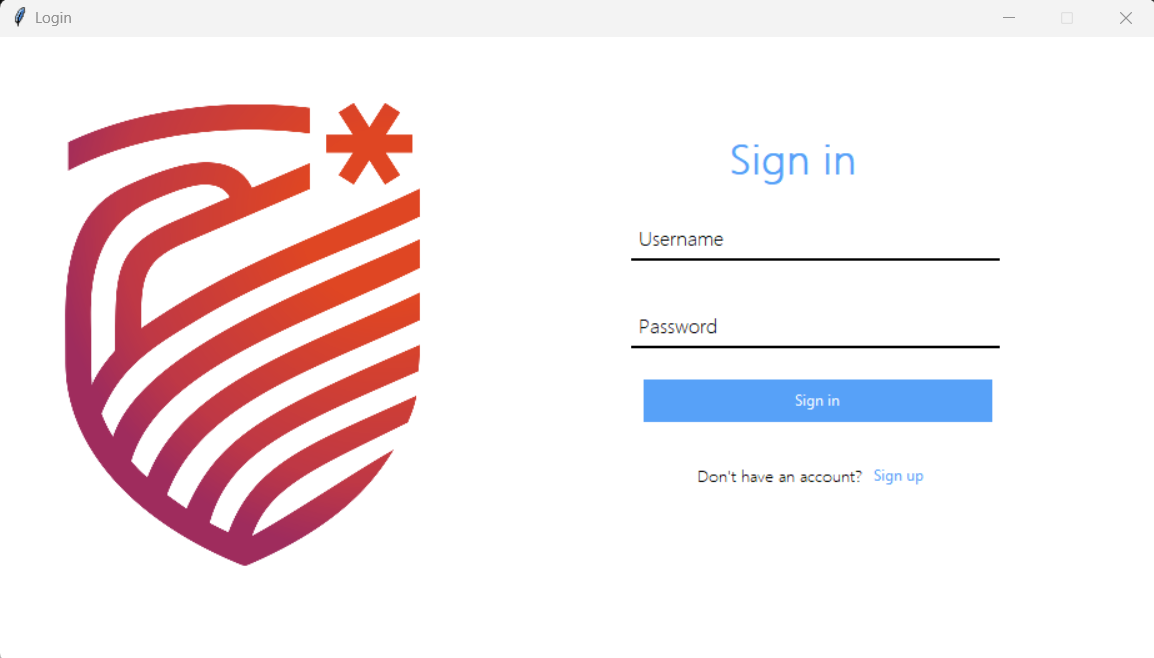 Login
Sign in
Username
Password
Sign in
Don't have an account? Sign up